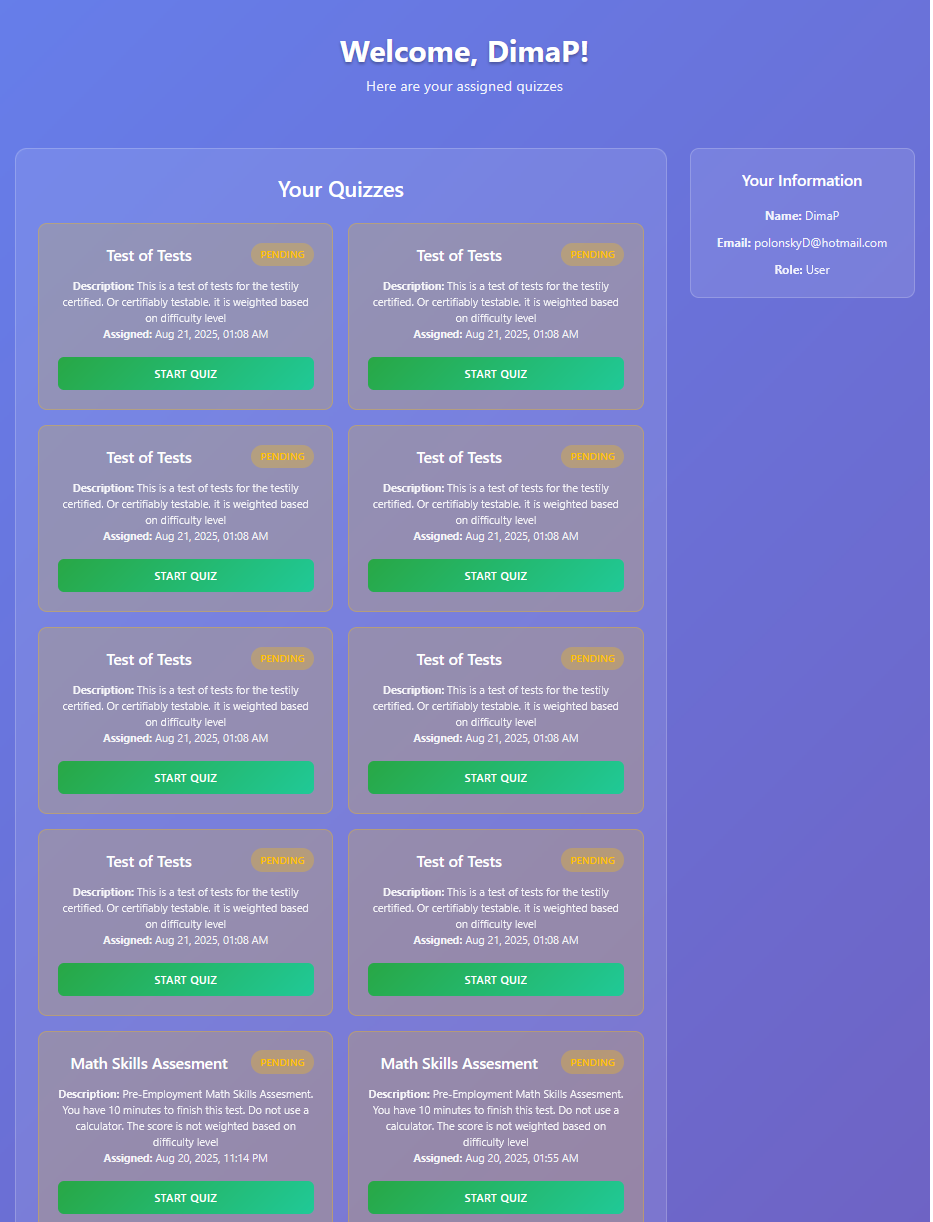 Welcome, DimaP!
Here are your assigned quizzes
Your Quizzes
Test of Tests
PENDING
Description: This is a test of tests for the testily
certified. Or certifiably testable. it is weighted based
on difficulty level
Assigned: Aug 21, 2025, 01:08 AM
START QUIZ
Test of Tests
PENDING
Description: This is a test of tests for the testily
certified. Or certifiably testable. it is weighted based
on difficulty level
Assigned: Aug 21, 2025, 01:08 AM
START QUIZ
Test of Tests
PENDING
Description: This is a test of tests for the testily
certified. Or certifiably testable. it is weighted based
on difficulty level
Assigned: Aug 21, 2025, 01:08 AM
START QUIZ
Test of Tests
PENDING
Description: This is a test of tests for the testily
certified. Or certifiably testable. it is weighted based
on difficulty level
Assigned: Aug 21, 2025, 01:08 AM
START QUIZ
Test of Tests
PENDING
Description: This is a test of tests for the testily
certified. Or certifiably testable. it is weighted based
on difficulty level
Assigned: Aug 21, 2025, 01:08 AM
START QUIZ
Test of Tests
PENDING
Description: This is a test of tests for the testily
certified. Or certifiably testable. it is weighted based
on difficulty level
Assigned: Aug 21, 2025, 01:08 AM
START QUIZ
Test of Tests
PENDING
Description: This is a test of tests for the testily
certified. Or certifiably testable. it is weighted based
on difficulty level
Assigned: Aug 21, 2025, 01:08 AM
START QUIZ
Test of Tests
PENDING
Description: This is a test of tests for the testily
certified. Or certifiably testable. it is weighted based
on difficulty level
Assigned: Aug 21, 2025, 01:08 AM
START QUIZ
Math Skills Assesment
PENDING
Description: Pre-Employment Math Skills Assesment.
You have 10 minutes to finish this test. Do not use a
calculator. The score is not weighted based on
difficulty level
Assigned: Aug 20, 2025, 11:14 PM
START QUIZ
Math Skills Assesment
PENDING
Description: Pre-Employment Math Skills Assesment.
You have 10 minutes to finish this test. Do not use a
calculator. The score is not weighted based on
difficulty level
Assigned: Aug 20, 2025, 01:55 AM
START QUIZ
Your Information
Name: DimaP
Email: polonskyD@hotmail.com
Role: User